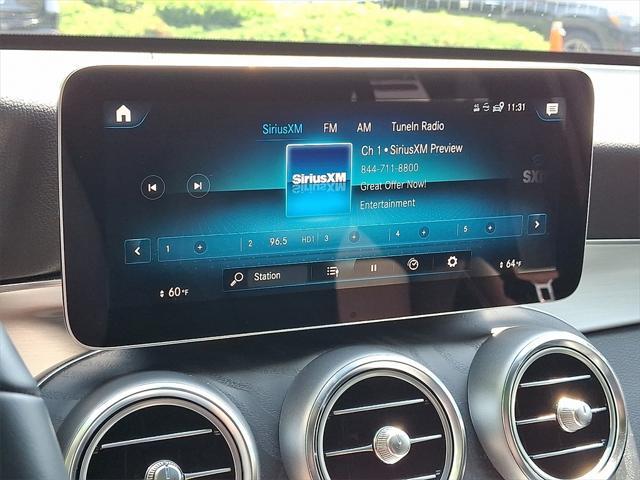 11:31
SiriusXM FM AM TuneIn Radio
Ch 1 • SiriusXM Preview
844-711-8800
Great Offer Now!
Entertainment
SiriusXM
SXM
1 2 96.5 HD1 3 4 5
Station
60°F 64°F